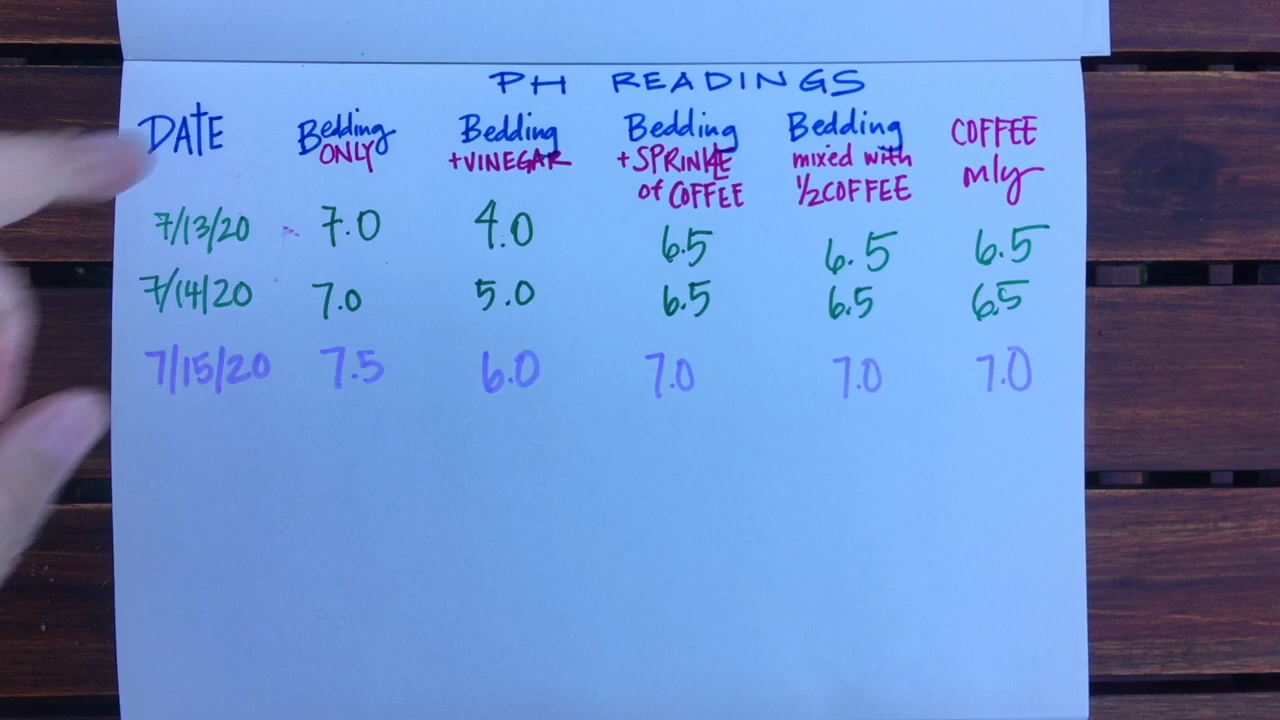 PH READINGS
DATE Bedding ONLY Bedding +VINEGAR Bedding + SPRINKLE of COFFEE Bedding mixed with 1/2 COFFEE COFFEE only
7/13/20 7.0 4.0 6.5 6.5 6.5
7/14/20 7.0 5.0 6.5 6.5 6.5
7/15/20 7.5 6.0 7.0 7.0 7.0